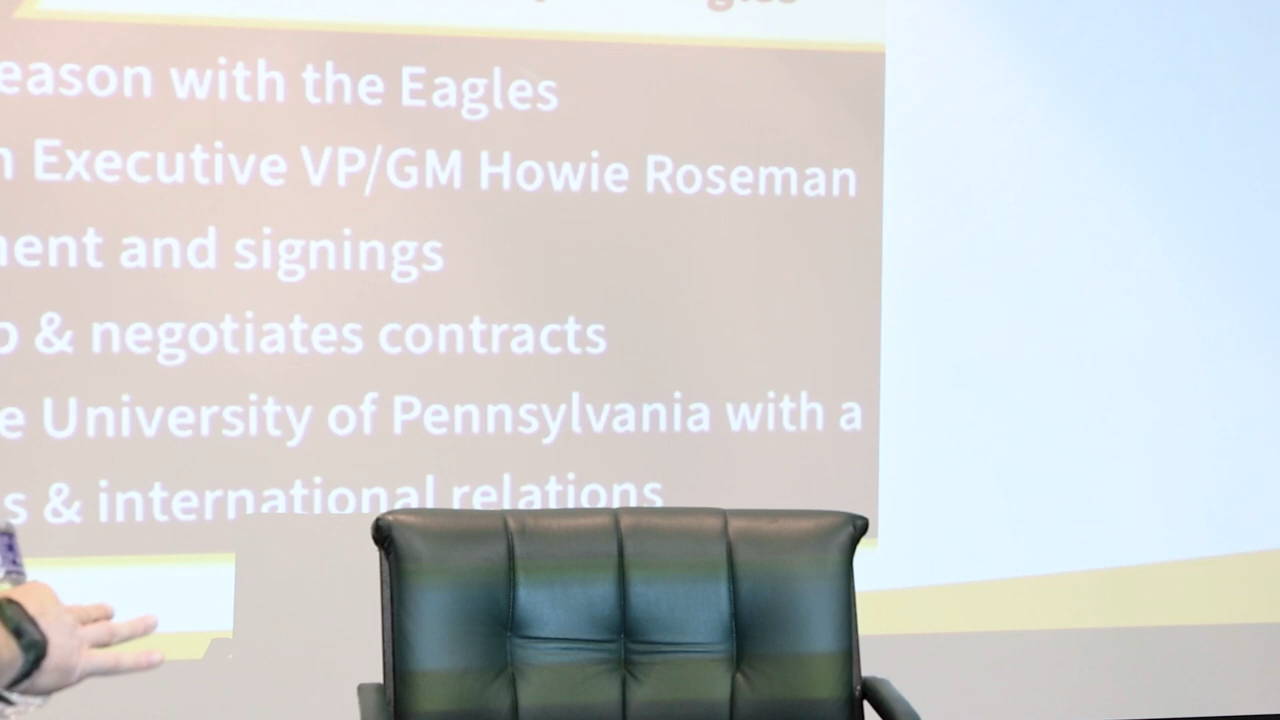 eason with the Eagles
n Executive VP/GM Howie Roseman
ment and signings
& negotiates contracts
e University of Pennsylvania with a
s & international relations